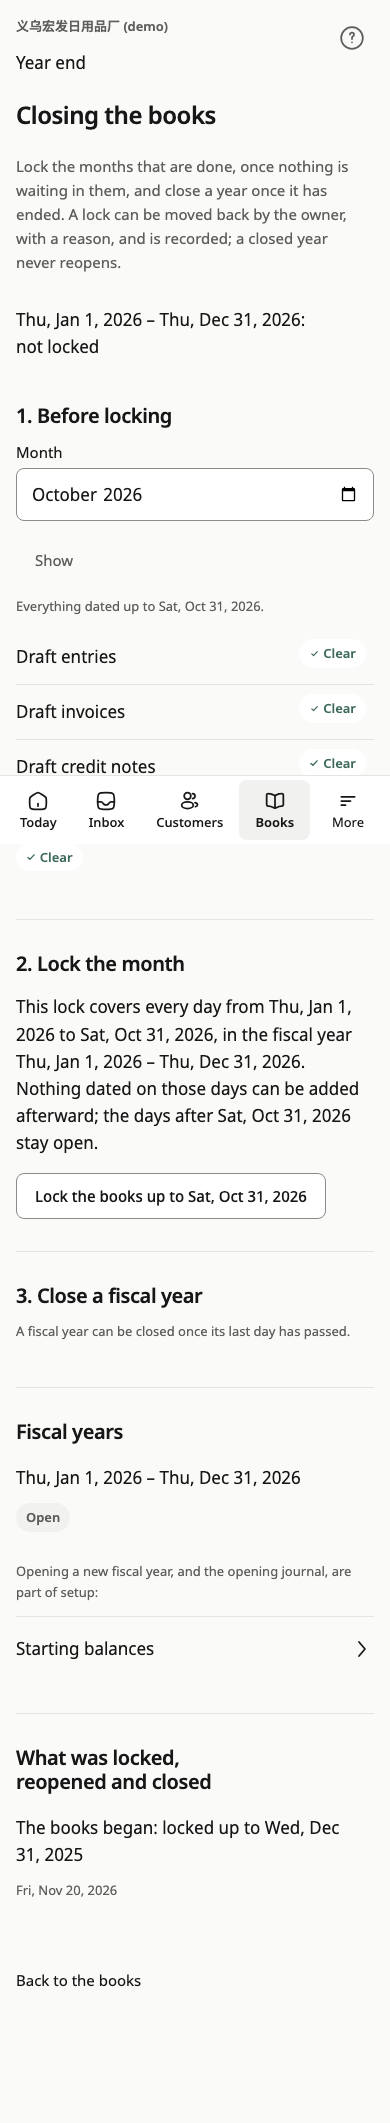 义乌宏发日用品厂 (demo)
Year end
Closing the books
Lock the months that are done, once nothing is
waiting in them, and close a year once it has
ended. A lock can be moved back by the owner,
with a reason, and is recorded; a closed year
never reopens.
Thu, Jan 1, 2026 – Thu, Dec 31, 2026:
not locked
1. Before locking
Month
October 2026
Show
Everything dated up to Sat, Oct 31, 2026.
Draft entries
Clear
Draft invoices
Clear
Draft credit notes
Clear
Today
Inbox
Customers
Books
More
Clear
2. Lock the month
This lock covers every day from Thu, Jan 1,
2026 to Sat, Oct 31, 2026, in the fiscal year
Thu, Jan 1, 2026 – Thu, Dec 31, 2026.
Nothing dated on those days can be added
afterward; the days after Sat, Oct 31, 2026
stay open.
Lock the books up to Sat, Oct 31, 2026
3. Close a fiscal year
A fiscal year can be closed once its last day has passed.
Fiscal years
Thu, Jan 1, 2026 – Thu, Dec 31, 2026
Open
Opening a new fiscal year, and the opening journal, are
part of setup:
Starting balances
What was locked,
reopened and closed
The books began: locked up to Wed, Dec
31, 2025
Fri, Nov 20, 2026
Back to the books